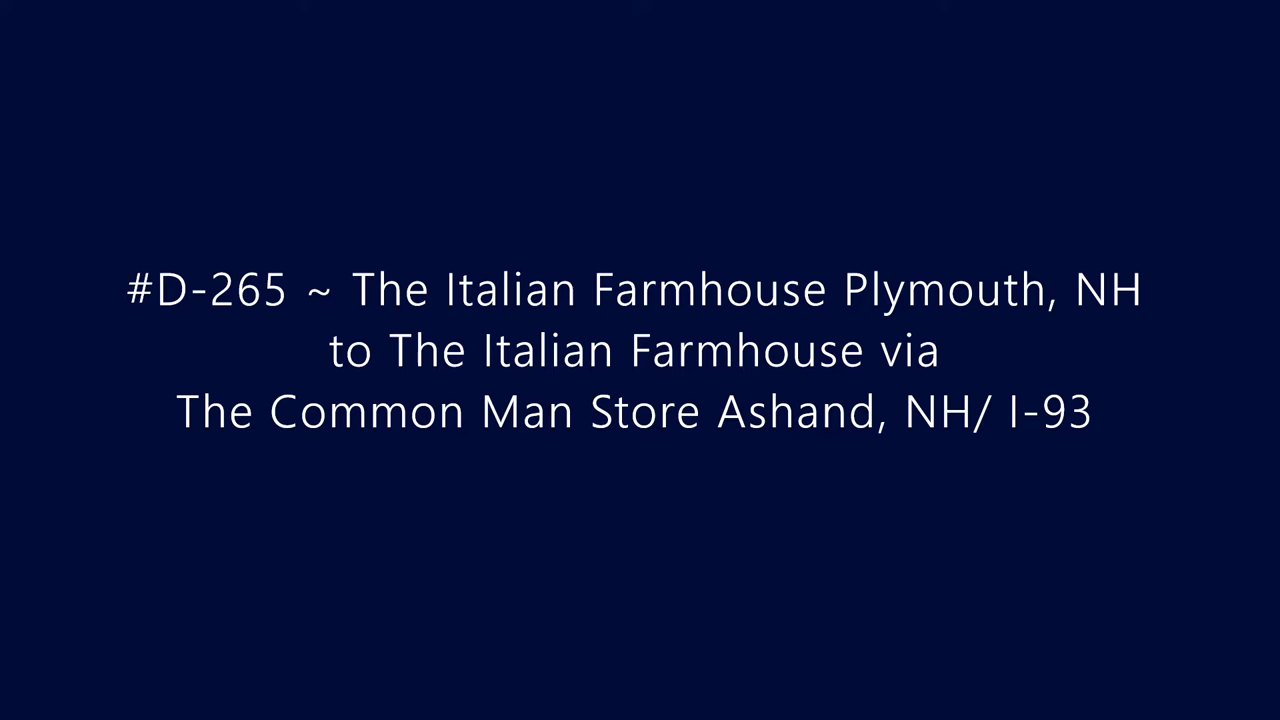 #D-265 ~ The Italian Farmhouse Plymouth, NH
to The Italian Farmhouse via
The Common Man Store Ashand, NH/ I-93